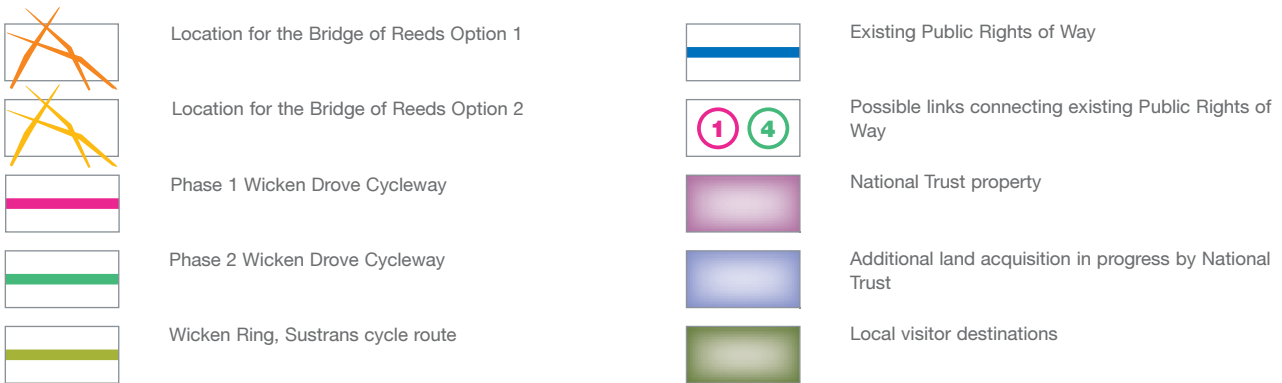 Location for the Bridge of Reeds Option 1
Location for the Bridge of Reeds Option 2
Phase 1 Wicken Drove Cycleway
Phase 2 Wicken Drove Cycleway
Wicken Ring, Sustrans cycle route
Existing Public Rights of Way
1 4
Possible links connecting existing Public Rights of
Way
National Trust property
Additional land acquisition in progress by National
Trust
Local visitor destinations